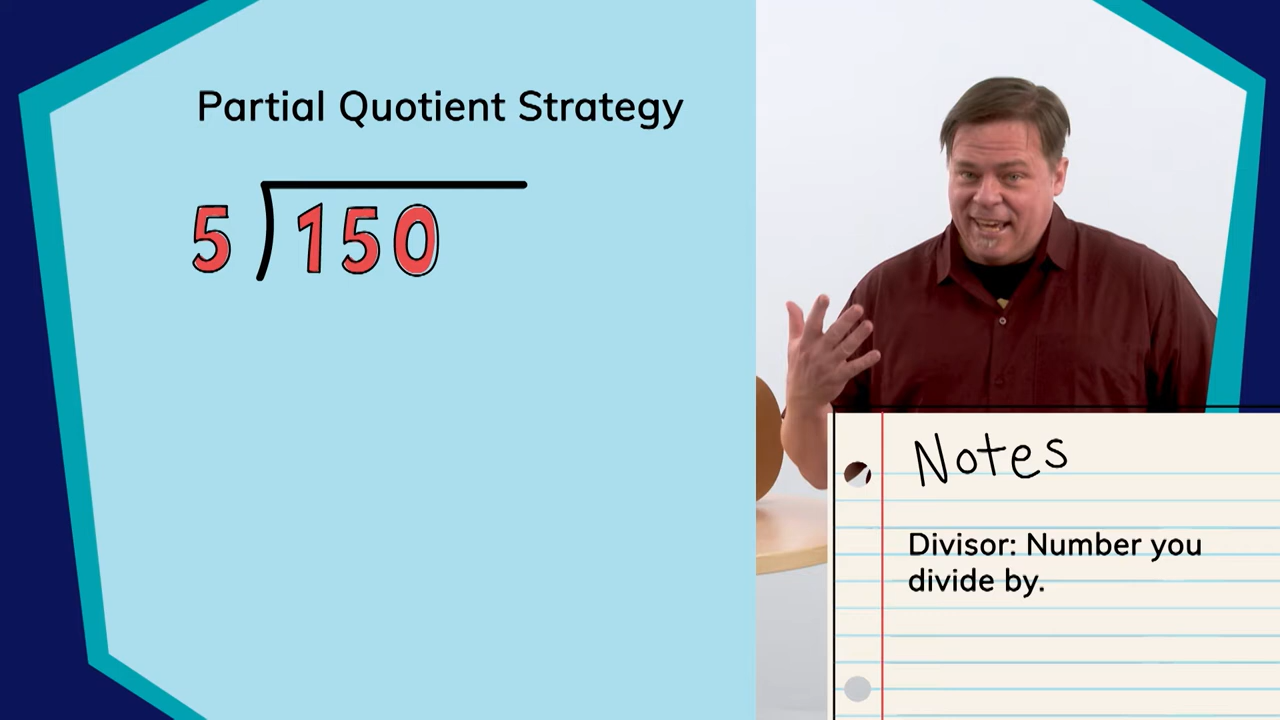 Partial Quotient Strategy
5 ) 150
Notes
Divisor: Number you
divide by.